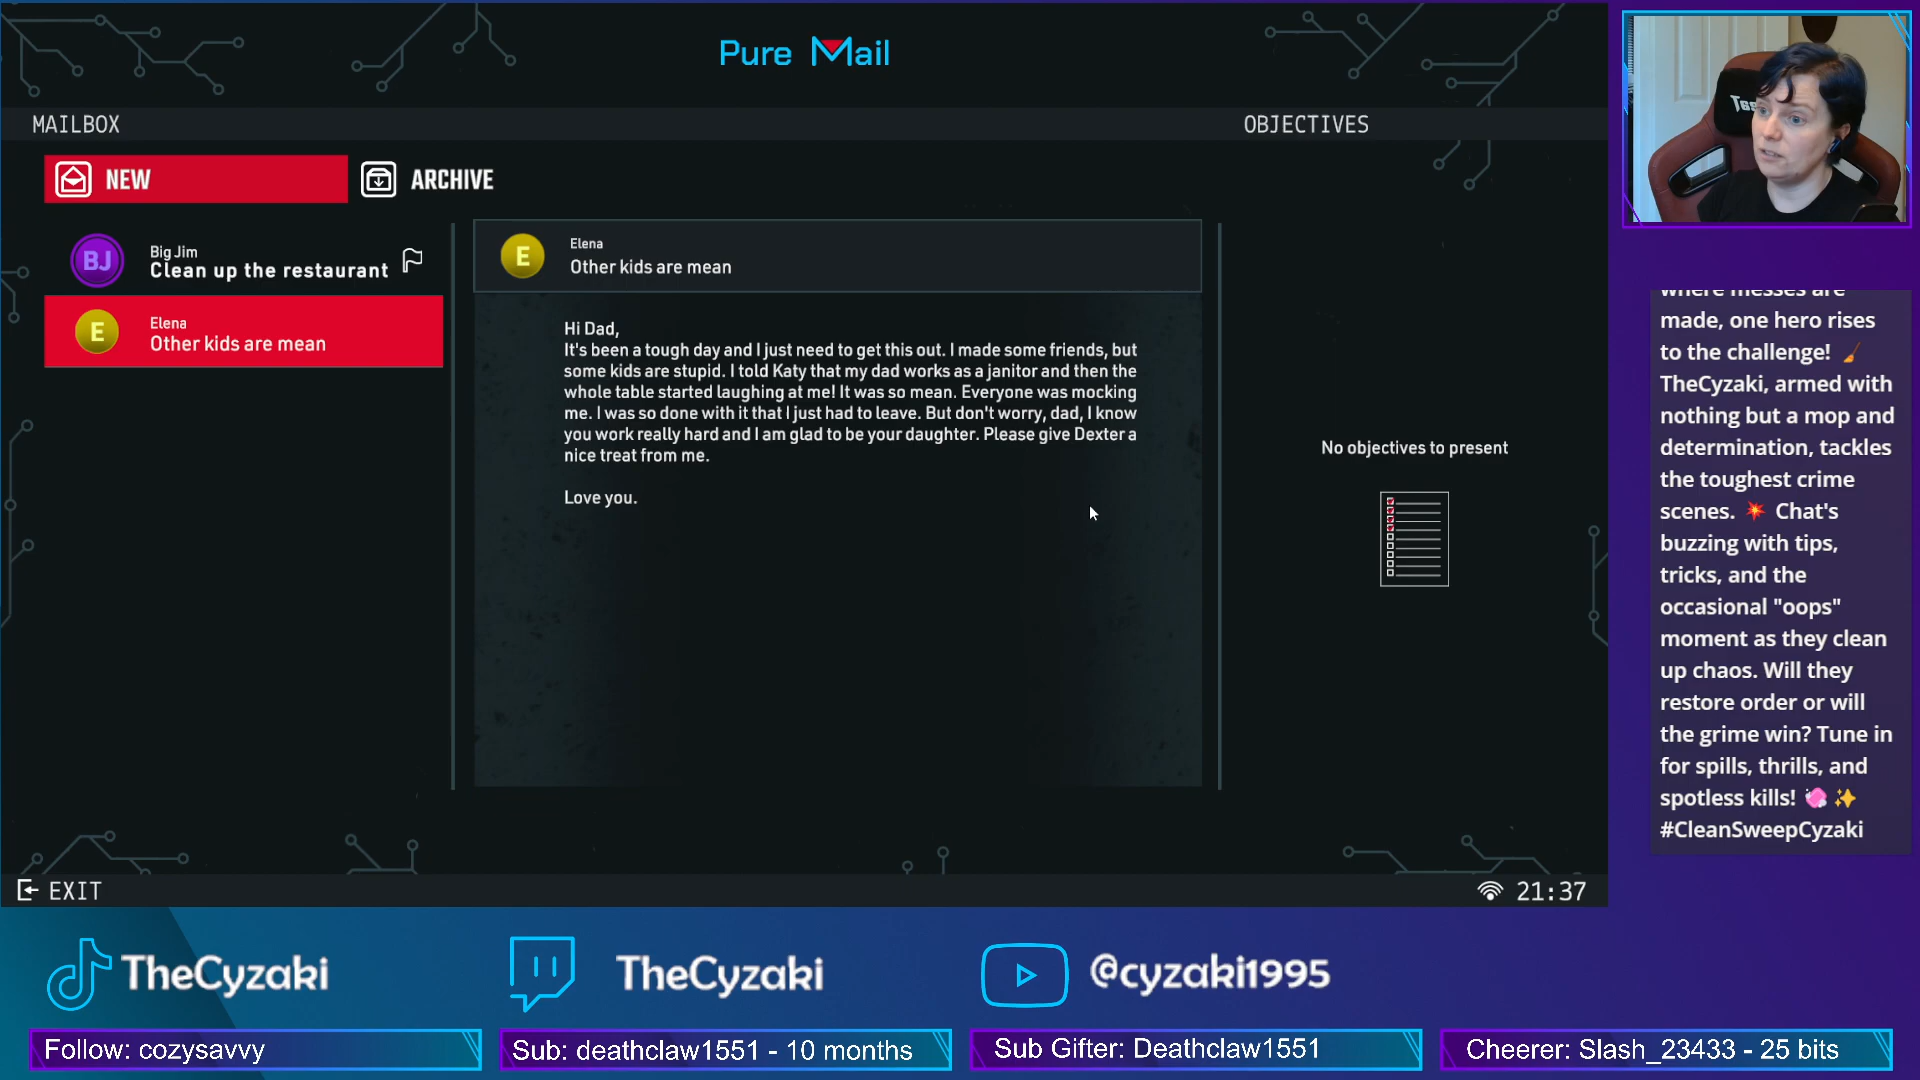 Pure Mail
MAILBOX
OBJECTIVES
NEW
ARCHIVE
BJ
Big Jim
Clean up the restaurant
E
Elena
Other kids are mean
E
Elena
Other kids are mean
Hi Dad,
It's been a tough day and I just need to get this out. I made some friends, but
some kids are stupid. I told Katy that my dad works as a janitor and then the
whole table started laughing at me! It was so mean. Everyone was mocking
me. I was so done with it that I just had to leave. But don't worry, dad, I know
you work really hard and I am glad to be your daughter. Please give Dexter a
nice treat from me.
Love you.
No objectives to present
EXIT
21:37
where messes are
made, one hero rises
to the challenge! 🧹
TheCyzaki, armed with
nothing but a mop and
determination, tackles
the toughest crime
scenes. 💥 Chat's
buzzing with tips,
tricks, and the
occasional "oops"
moment as they clean
up chaos. Will they
restore order or will
the grime win? Tune in
for spills, thrills, and
spotless kills! 🧼✨
#CleanSweepCyzaki
TheCyzaki
TheCyzaki
@cyzaki1995
Follow: cozysavvy
Sub: deathclaw1551 - 10 months
Sub Gifter: Deathclaw1551
Cheerer: Slash_23433 - 25 bits